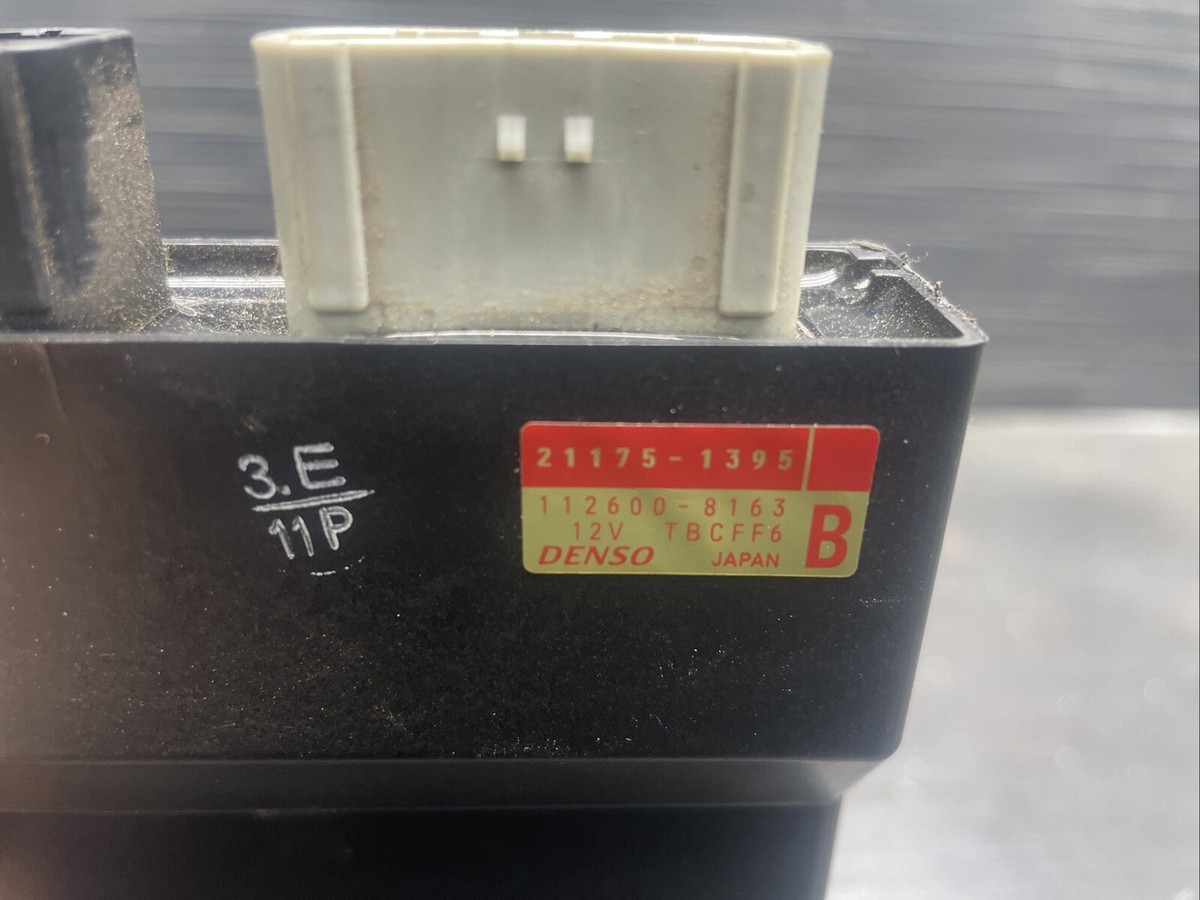 3.E
11P
21175-1395
112600-8163
12V TBCFF6
B
DENSO JAPAN